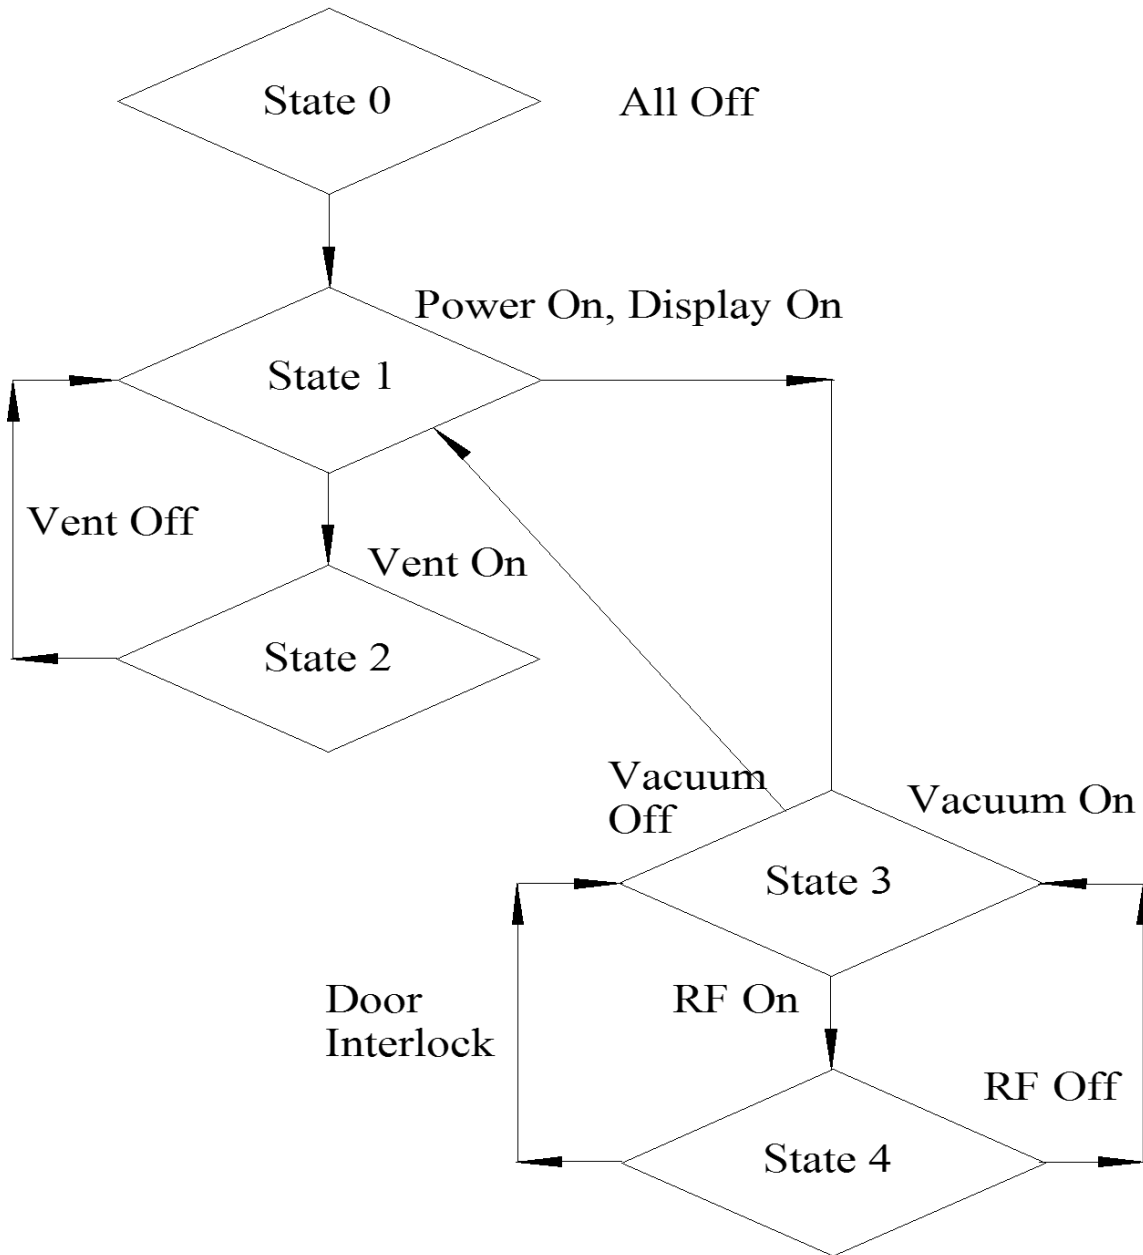 State 0
All Off
Power On, Display On
State 1
Vent Off
Vent On
State 2
Vacuum
Off
Vacuum On
State 3
Door
Interlock
RF On
RF Off
State 4